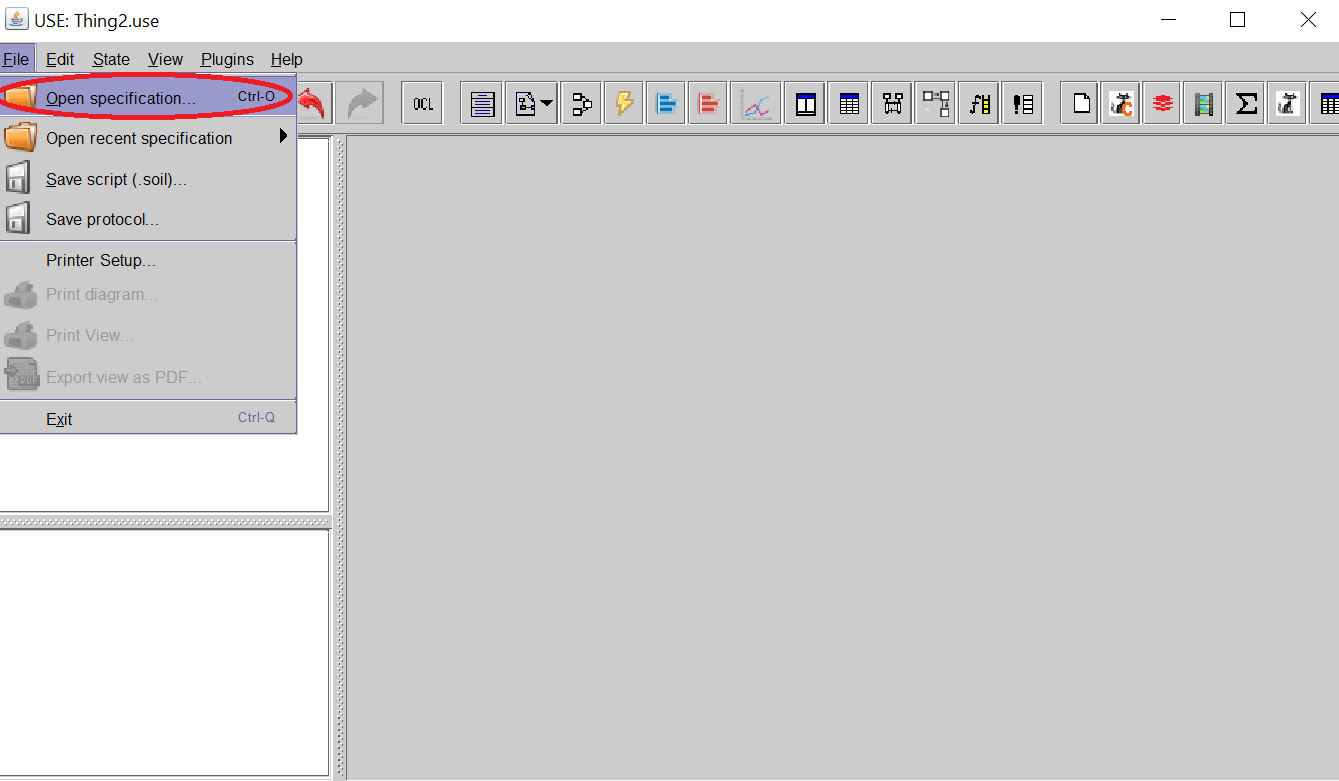 USE: Thing2.use
File Edit State View Plugins Help
Open specification... Ctrl-O
OCL
Open recent specification
Save script (.soil)...
Save protocol...
Printer Setup...
Print diagram...
Print View...
Export view as PDF...
PDF
Exit Ctrl-Q